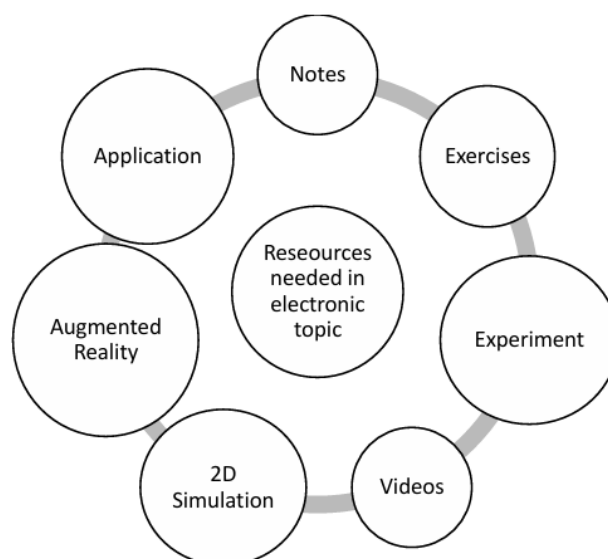 Notes
Exercises
Experiment
Videos
2D
Simulation
Augmented
Reality
Application
Reseources
needed in
electronic
topic